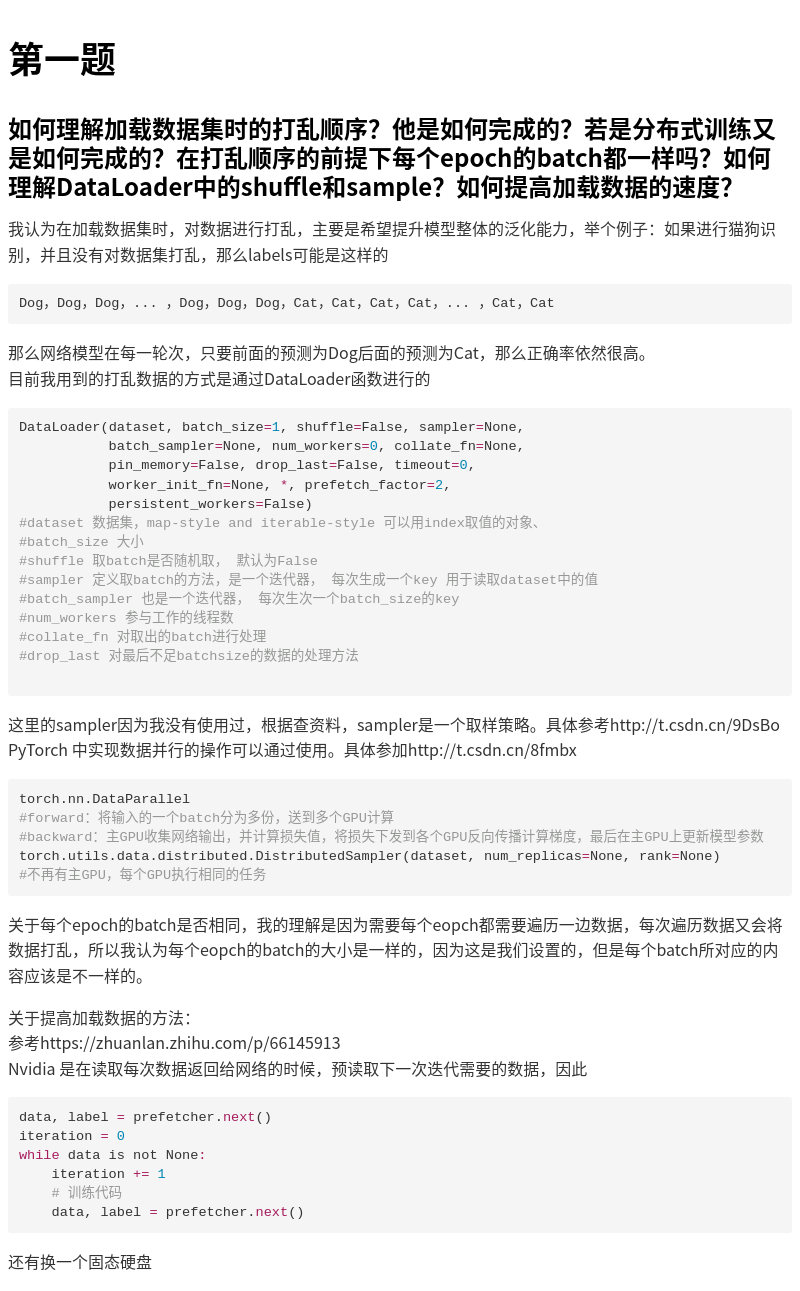 第一题
如何理解加载数据集时的打乱顺序？他是如何完成的？若是分布式训练又
是如何完成的？在打乱顺序的前提下每个epoch的batch都一样吗？如何
理解DataLoader中的shuffle和sample？如何提高加载数据的速度？
我认为在加载数据集时，对数据进行打乱，主要是希望提升模型整体的泛化能力，举个例子：如果进行猫狗识
别，并且没有对数据集打乱，那么labels可能是这样的
Dog，Dog，Dog，... ，Dog，Dog，Dog，Cat，Cat，Cat，Cat，... ，Cat，Cat
那么网络模型在每一轮次，只要前面的预测为Dog后面的预测为Cat，那么正确率依然很高。
目前我用到的打乱数据的方式是通过DataLoader函数进行的
DataLoader(dataset, batch_size=1, shuffle=False, sampler=None,
           batch_sampler=None, num_workers=0, collate_fn=None,
           pin_memory=False, drop_last=False, timeout=0,
           worker_init_fn=None, *, prefetch_factor=2,
           persistent_workers=False)
#dataset 数据集，map-style and iterable-style 可以用index取值的对象、
#batch_size 大小
#shuffle 取batch是否随机取， 默认为False
#sampler 定义取batch的方法，是一个迭代器， 每次生成一个key 用于读取dataset中的值
#batch_sampler 也是一个迭代器， 每次生次一个batch_size的key
#num_workers 参与工作的线程数
#collate_fn 对取出的batch进行处理
#drop_last 对最后不足batchsize的数据的处理方法
这里的sampler因为我没有使用过，根据查资料，sampler是一个取样策略。具体参考http://t.csdn.cn/9DsBo
PyTorch 中实现数据并行的操作可以通过使用。具体参加http://t.csdn.cn/8fmbx
torch.nn.DataParallel
#forward：将输入的一个batch分为多份，送到多个GPU计算
#backward：主GPU收集网络输出，并计算损失值，将损失下发到各个GPU反向传播计算梯度，最后在主GPU上更新模型参数
torch.utils.data.distributed.DistributedSampler(dataset, num_replicas=None, rank=None)
#不再有主GPU，每个GPU执行相同的任务
关于每个epoch的batch是否相同，我的理解是因为需要每个eopch都需要遍历一边数据，每次遍历数据又会将
数据打乱，所以我认为每个eopch的batch的大小是一样的，因为这是我们设置的，但是每个batch所对应的内
容应该是不一样的。
关于提高加载数据的方法：
参考https://zhuanlan.zhihu.com/p/66145913
Nvidia 是在读取每次数据返回给网络的时候，预读取下一次迭代需要的数据，因此
data, label = prefetcher.next()
iteration = 0
while data is not None:
    iteration += 1
    # 训练代码
    data, label = prefetcher.next()
还有换一个固态硬盘